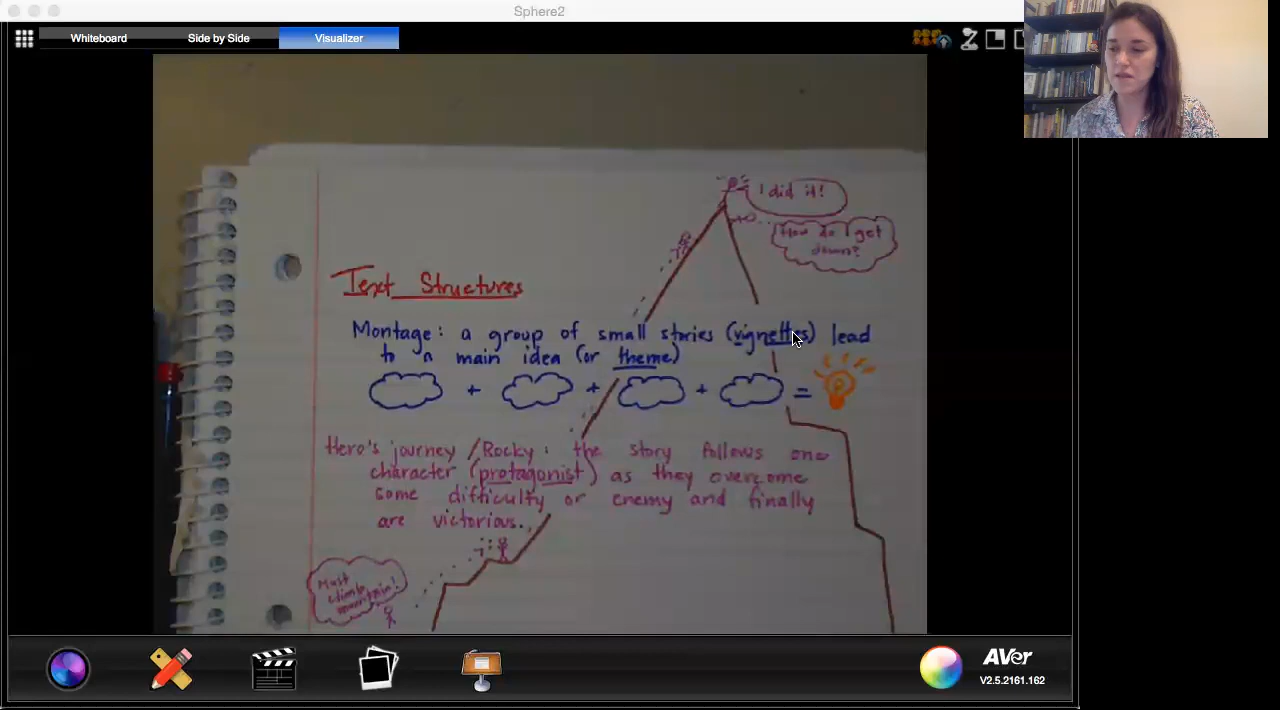 Sphere2
Whiteboard Side by Side Visualizer
I did it!
How do I get
down?
Text Structures
Montage: a group of small stories (vignettes) lead
to a main idea (or theme)
+ + + =
Hero's journey / Rocky: the story follows one
character (protagonist) as they overcome
some difficulty or enemy and finally
are victorious.
Must
climb
mountain!
AVer
V2.5.2161.162